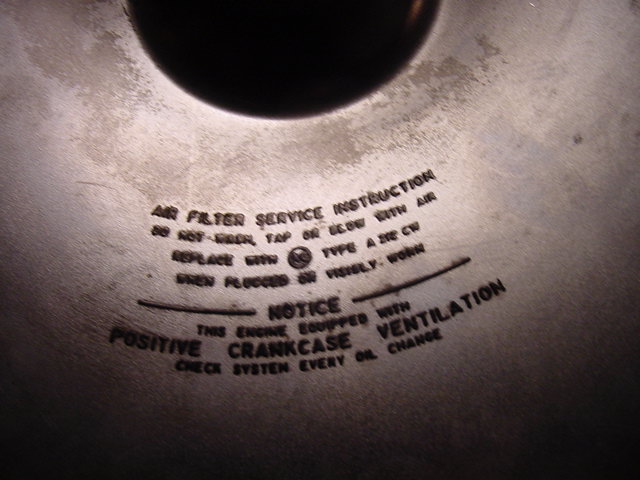 AIR FILTER SERVICE INSTRUCTION
DO NOT WASH, TAP OR BLOW WITH AIR
REPLACE WITH AC TYPE A 212 CW
WHEN PLUGGED OR VISIBLY WORN
NOTICE
THIS ENGINE EQUIPPED WITH
POSITIVE CRANKCASE VENTILATION
CHECK SYSTEM EVERY OIL CHANGE